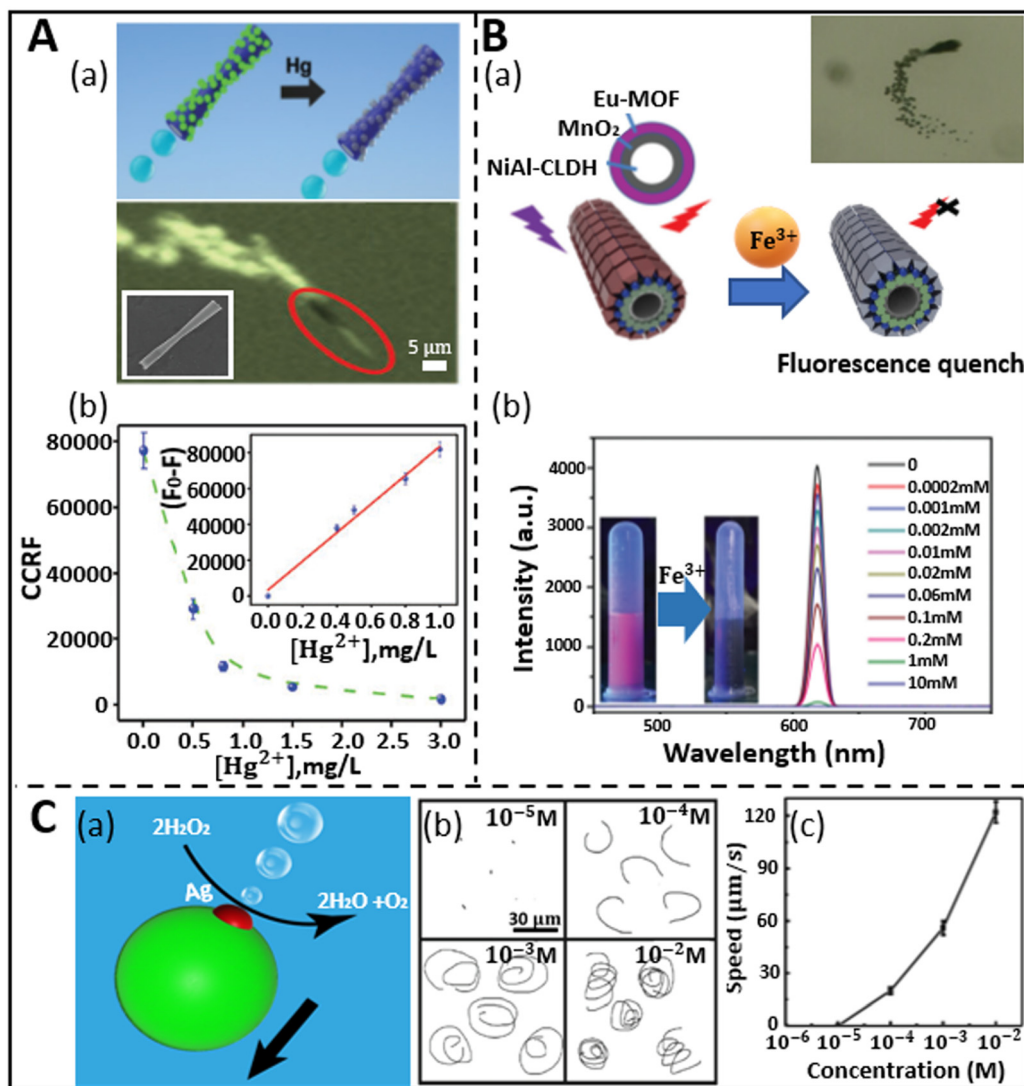 A
(a)
Hg
5 μm
(b)
80000
60000
40000
20000
0
CCRF
0.0 0.5 1.0 1.5 2.0 2.5 3.0
[Hg²⁺],mg/L
(F₀-F)
80000
60000
40000
20000
0
0.0 0.2 0.4 0.6 0.8 1.0
[Hg²⁺],mg/L
B
(a)
Eu-MOF
MnO₂
NiAl-CLDH
Fe³⁺
Fluorescence quench
(b)
4000
3000
2000
1000
0
Intensity (a.u.)
Fe³⁺
0
0.0002mM
0.001mM
0.002mM
0.01mM
0.02mM
0.06mM
0.1mM
0.2mM
1mM
10mM
500 600 700
Wavelength (nm)
C
(a)
2H₂O₂
Ag
2H₂O +O₂
(b)
10⁻⁵M
10⁻⁴M
30 μm
10⁻³M
10⁻²M
(c)
120
90
60
30
0
Speed (μm/s)
10⁻⁶ 10⁻⁵ 10⁻⁴ 10⁻³ 10⁻²
Concentration (M)